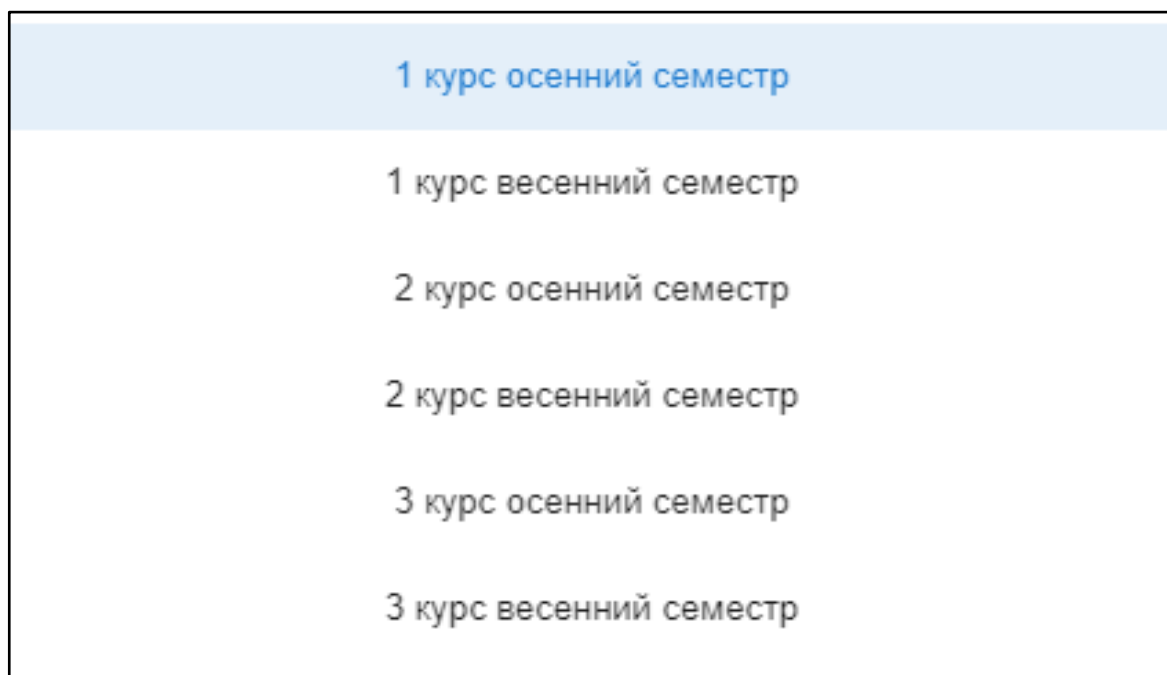 1 курс осенний семестр
1 курс весенний семестр
2 курс осенний семестр
2 курс весенний семестр
3 курс осенний семестр
3 курс весенний семестр